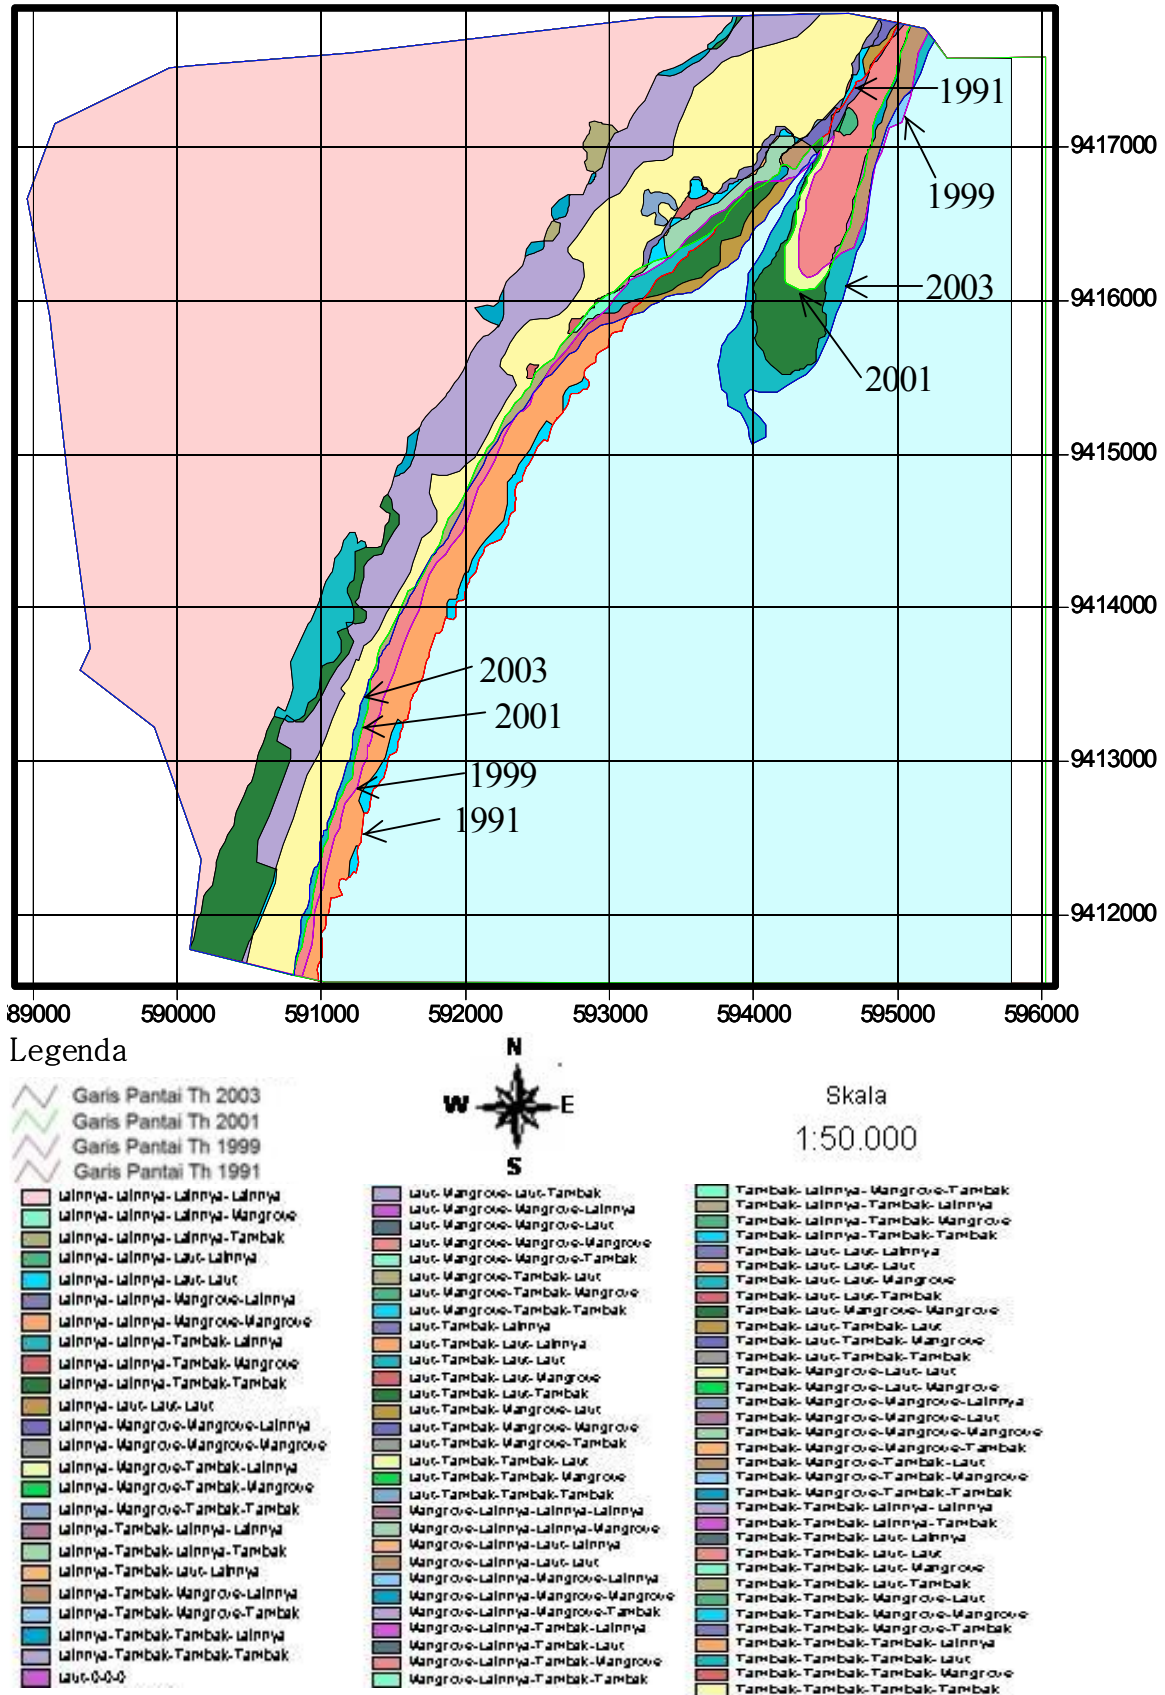 1991
9417000
1999
2003
9416000
2001
9415000
9414000
2003
2001
9413000
1999
1991
9412000
89000 590000 591000 592000 593000 594000 595000 596000
Legenda
N
W E
S
Skala
1:50.000
Garis Pantai Th 2003
Garis Pantai Th 2001
Garis Pantai Th 1999
Garis Pantai Th 1991
Lainnya-Lainnya-Lainnya-Lainnya
Lainnya-Lainnya-Lainnya-Mangrove
Lainnya-Lainnya-Lainnya-Tambak
Lainnya-Lainnya-Laut-Lainnya
Lainnya-Lainnya-Laut-Laut
Lainnya-Lainnya-Mangrove-Lainnya
Lainnya-Lainnya-Mangrove-Mangrove
Lainnya-Lainnya-Tambak-Lainnya
Lainnya-Lainnya-Tambak-Mangrove
Lainnya-Lainnya-Tambak-Tambak
Lainnya-Laut-Laut-Laut
Lainnya-Mangrove-Mangrove-Lainnya
Lainnya-Mangrove-Mangrove-Mangrove
Lainnya-Mangrove-Tambak-Lainnya
Lainnya-Mangrove-Tambak-Mangrove
Lainnya-Mangrove-Tambak-Tambak
Lainnya-Tambak-Lainnya-Lainnya
Lainnya-Tambak-Lainnya-Tambak
Lainnya-Tambak-Laut-Lainnya
Lainnya-Tambak-Mangrove-Lainnya
Lainnya-Tambak-Mangrove-Tambak
Lainnya-Tambak-Tambak-Lainnya
Lainnya-Tambak-Tambak-Tambak
Laut-0-0-0
Laut-Mangrove-Laut-Tambak
Laut-Mangrove-Mangrove-Lainnya
Laut-Mangrove-Mangrove-Laut
Laut-Mangrove-Mangrove-Mangrove
Laut-Mangrove-Mangrove-Tambak
Laut-Mangrove-Tambak-Laut
Laut-Mangrove-Tambak-Mangrove
Laut-Mangrove-Tambak-Tambak
Laut-Tambak-Lainnya
Laut-Tambak-Laut-Lainnya
Laut-Tambak-Laut-Laut
Laut-Tambak-Laut-Mangrove
Laut-Tambak-Laut-Tambak
Laut-Tambak-Mangrove-Laut
Laut-Tambak-Mangrove-Mangrove
Laut-Tambak-Mangrove-Tambak
Laut-Tambak-Tambak-Laut
Laut-Tambak-Tambak-Mangrove
Laut-Tambak-Tambak-Tambak
Mangrove-Lainnya-Lainnya-Lainnya
Mangrove-Lainnya-Lainnya-Mangrove
Mangrove-Lainnya-Laut-Lainnya
Mangrove-Lainnya-Laut-Laut
Mangrove-Lainnya-Mangrove-Lainnya
Mangrove-Lainnya-Mangrove-Mangrove
Mangrove-Lainnya-Mangrove-Tambak
Mangrove-Lainnya-Tambak-Lainnya
Mangrove-Lainnya-Tambak-Laut
Mangrove-Lainnya-Tambak-Mangrove
Mangrove-Lainnya-Tambak-Tambak
Tambak-Lainnya-Mangrove-Tambak
Tambak-Lainnya-Tambak-Lainnya
Tambak-Lainnya-Tambak-Mangrove
Tambak-Lainnya-Tambak-Tambak
Tambak-Laut-Laut-Lainnya
Tambak-Laut-Laut-Laut
Tambak-Laut-Laut-Mangrove
Tambak-Laut-Laut-Tambak
Tambak-Laut-Mangrove-Mangrove
Tambak-Laut-Tambak-Laut
Tambak-Laut-Tambak-Mangrove
Tambak-Laut-Tambak-Tambak
Tambak-Mangrove-Laut-Laut
Tambak-Mangrove-Laut-Mangrove
Tambak-Mangrove-Mangrove-Lainnya
Tambak-Mangrove-Mangrove-Laut
Tambak-Mangrove-Mangrove-Mangrove
Tambak-Mangrove-Mangrove-Tambak
Tambak-Mangrove-Tambak-Laut
Tambak-Mangrove-Tambak-Mangrove
Tambak-Mangrove-Tambak-Tambak
Tambak-Tambak-Lainnya-Lainnya
Tambak-Tambak-Lainnya-Tambak
Tambak-Tambak-Laut-Lainnya
Tambak-Tambak-Laut-Laut
Tambak-Tambak-Laut-Mangrove
Tambak-Tambak-Laut-Tambak
Tambak-Tambak-Mangrove-Laut
Tambak-Tambak-Mangrove-Mangrove
Tambak-Tambak-Mangrove-Tambak
Tambak-Tambak-Tambak-Lainnya
Tambak-Tambak-Tambak-Laut
Tambak-Tambak-Tambak-Mangrove
Tambak-Tambak-Tambak-Tambak